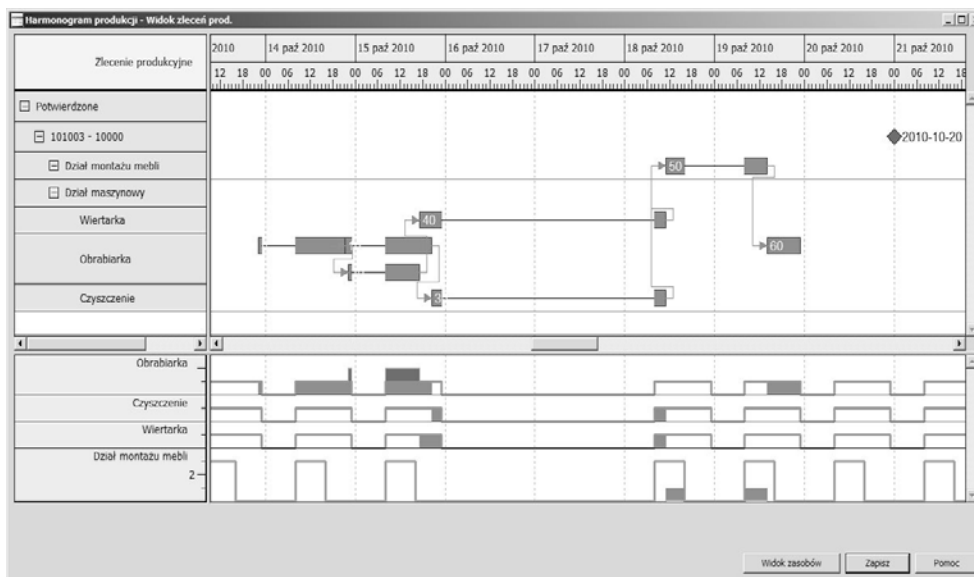 Harmonogram produkcji - Widok zleceń prod.
Zlecenie produkcyjne
2010 14 paź 2010 15 paź 2010 16 paź 2010 17 paź 2010 18 paź 2010 19 paź 2010 20 paź 2010 21 paź 2010
12 18 00 06 12 18 00 06 12 18 00 06 12 18 00 06 12 18 00 06 12 18 00 06 12 18 00 06 12 18 00 06 12 18
Potwierdzone
101003 - 10000
2010-10-20
Dział montażu mebli
50
Dział maszynowy
Wiertarka
40
Obrabiarka
60
Czyszczenie
3
Obrabiarka
Czyszczenie
Wiertarka
Dział montażu mebli
2
Widok zasobów Zapisz Pomoc